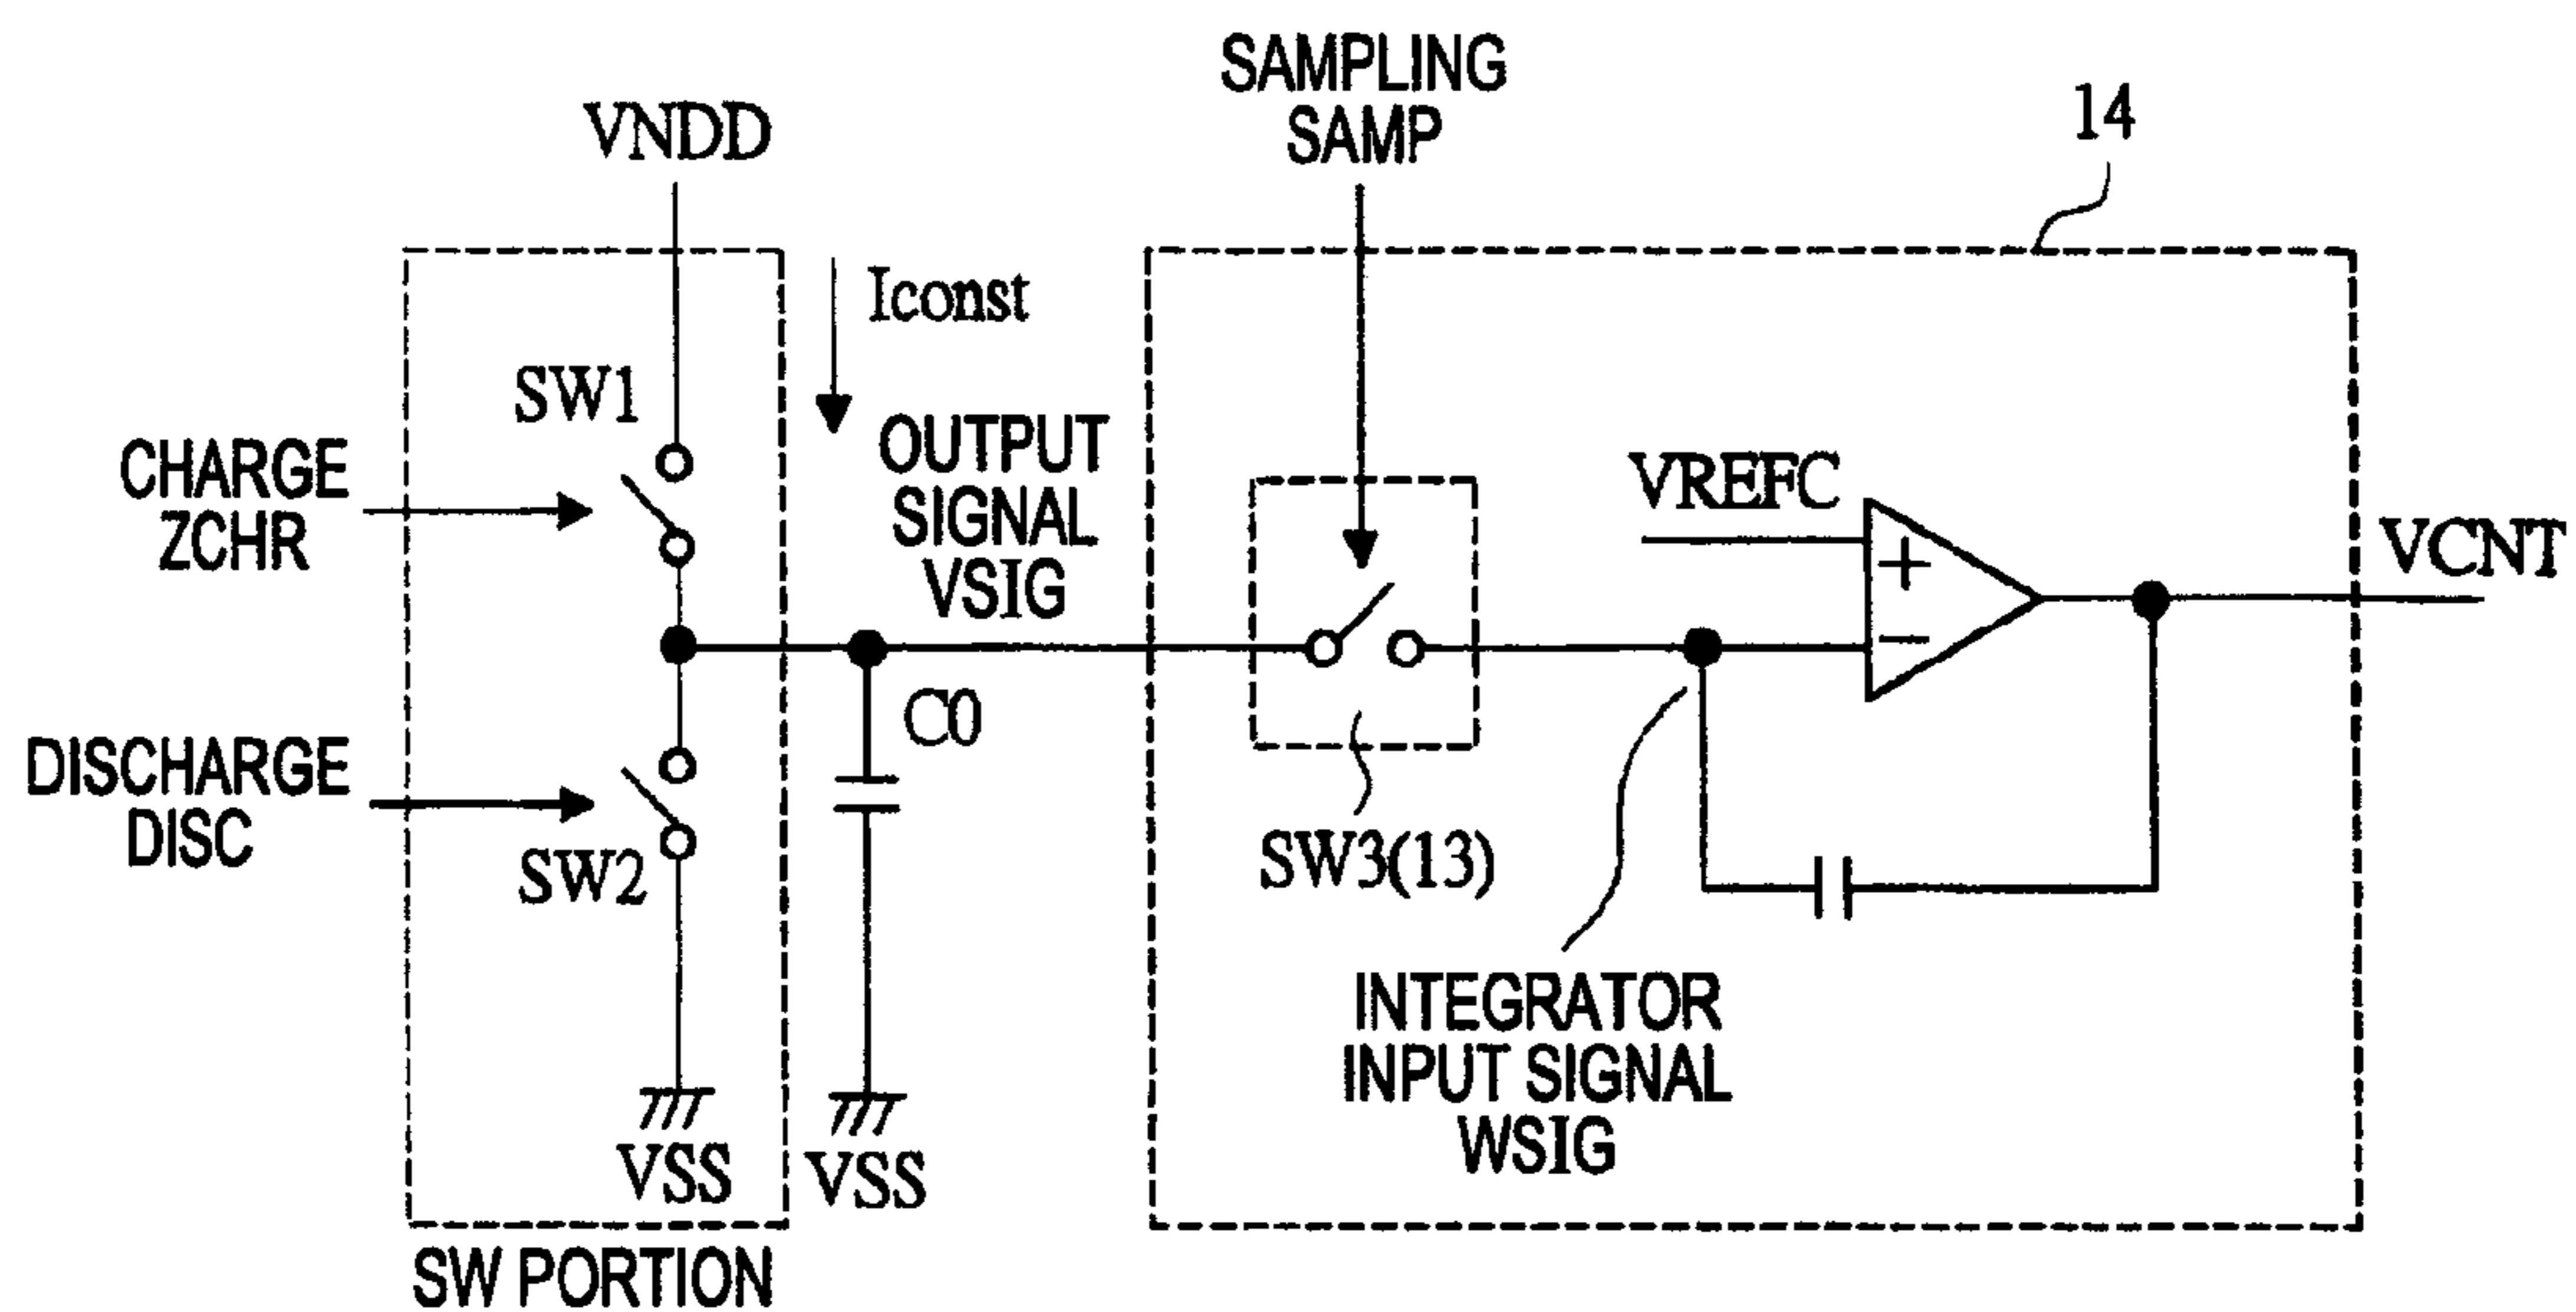 SAMPLING
SAMP
14
VNDD
Iconst
SW1
CHARGE
ZCHR
OUTPUT
SIGNAL
VSIG
VREFC
+
−
VCNT
C0
DISCHARGE
DISC
SW2
SW3(13)
INTEGRATOR
INPUT SIGNAL
WSIG
VSS
VSS
SW PORTION